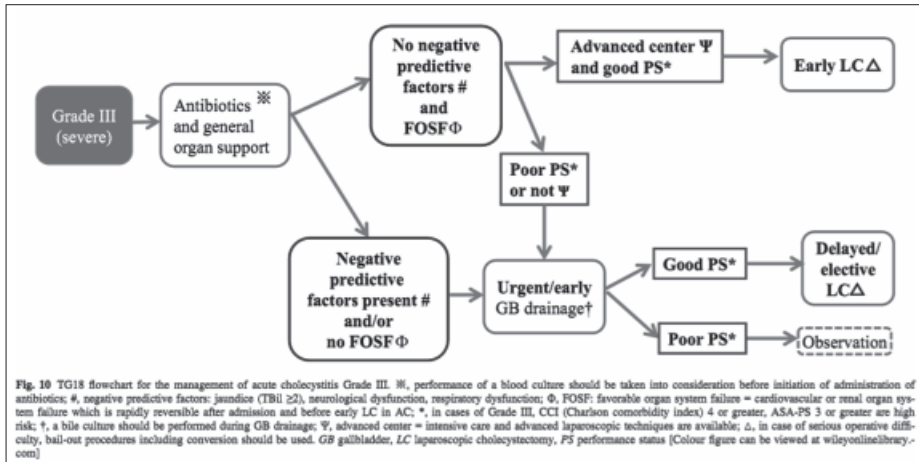 Grade III
(severe)
Antibiotics ※
and general
organ support
No negative
predictive
factors #
and
FOSFΦ
Advanced center Ψ
and good PS*
Early LC△
Poor PS*
or not Ψ
Negative
predictive
factors present #
and/or
no FOSFΦ
Urgent/early
GB drainage†
Good PS*
Delayed/
elective
LC△
Poor PS*
Observation
Fig. 10 TG18 flowchart for the management of acute cholecystitis Grade III. ※, performance of a blood culture should be taken into consideration before initiation of administration of
antibiotics; #, negative predictive factors: jaundice (TBil ≥2), neurological dysfunction, respiratory dysfunction; Φ, FOSF: favorable organ system failure = cardiovascular or renal organ sys-
tem failure which is rapidly reversible after admission and before early LC in AC; *, in cases of Grade III, CCI (Charlson comorbidity index) 4 or greater, ASA-PS 3 or greater are high
risk; †, a bile culture should be performed during GB drainage; Ψ, advanced center = intensive care and advanced laparoscopic techniques are available; △, in case of serious operative diffi-
culty, bail-out procedures including conversion should be used. GB gallbladder, LC laparoscopic cholecystectomy, PS performance status [Colour figure can be viewed at wileyonlinelibrary.-
com]